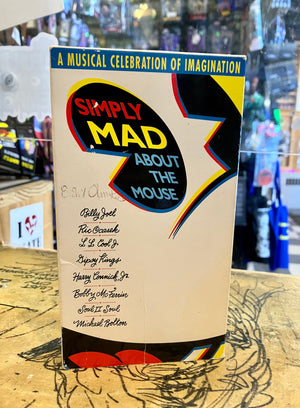 A MUSICAL CELEBRATION OF IMAGINATION
SIMPLY
MAD
ABOUT
THE
MOUSE
Billy Joel
Ric Ocasek
L L Cool J
Gipsy Kings
Harry Connick, Jr.
Bobby McFerrin
Soul II Soul
Michael Bolton
I